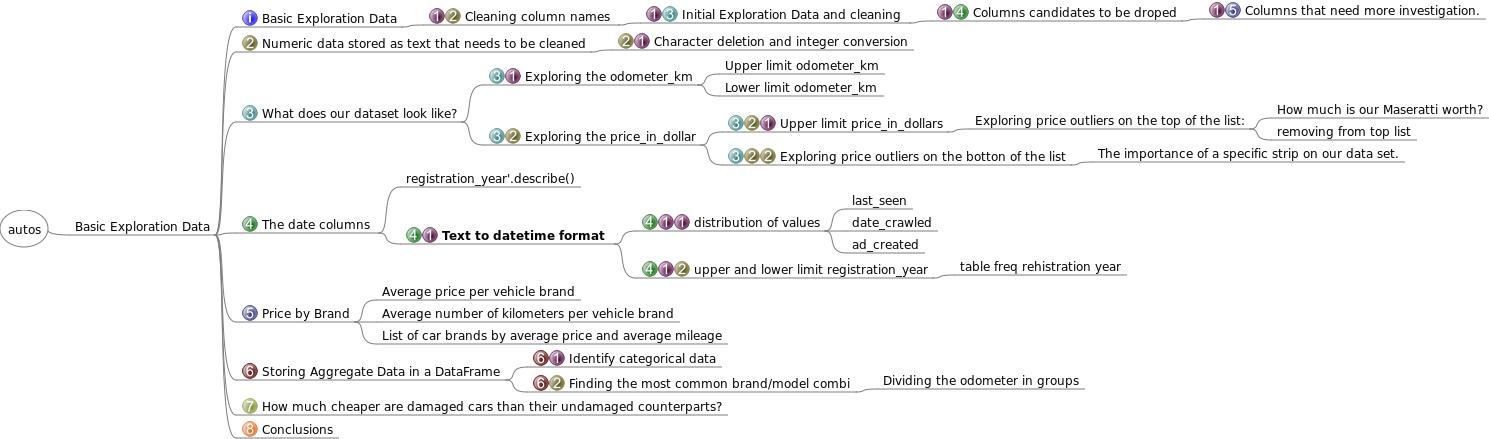 autos
Basic Exploration Data
1 Basic Exploration Data
1 2 Cleaning column names
1 3 Initial Exploration Data and cleaning
1 4 Columns candidates to be droped
1 5 Columns that need more investigation.
2 Numeric data stored as text that needs to be cleaned
2 1 Character deletion and integer conversion
3 What does our dataset look like?
3 1 Exploring the odometer_km
Upper limit odometer_km
Lower limit odometer_km
3 2 Exploring the price_in_dollar
3 2 1 Upper limit price_in_dollars
Exploring price outliers on the top of the list:
How much is our Maseratti worth?
removing from top list
3 2 2 Exploring price outliers on the botton of the list
The importance of a specific strip on our data set.
4 The date columns
registration_year'.describe()
4 1 Text to datetime format
4 1 1 distribution of values
last_seen
date_crawled
ad_created
4 1 2 upper and lower limit registration_year
table freq rehistration year
5 Price by Brand
Average price per vehicle brand
Average number of kilometers per vehicle brand
List of car brands by average price and average mileage
6 Storing Aggregate Data in a DataFrame
6 1 Identify categorical data
6 2 Finding the most common brand/model combi
Dividing the odometer in groups
7 How much cheaper are damaged cars than their undamaged counterparts?
8 Conclusions